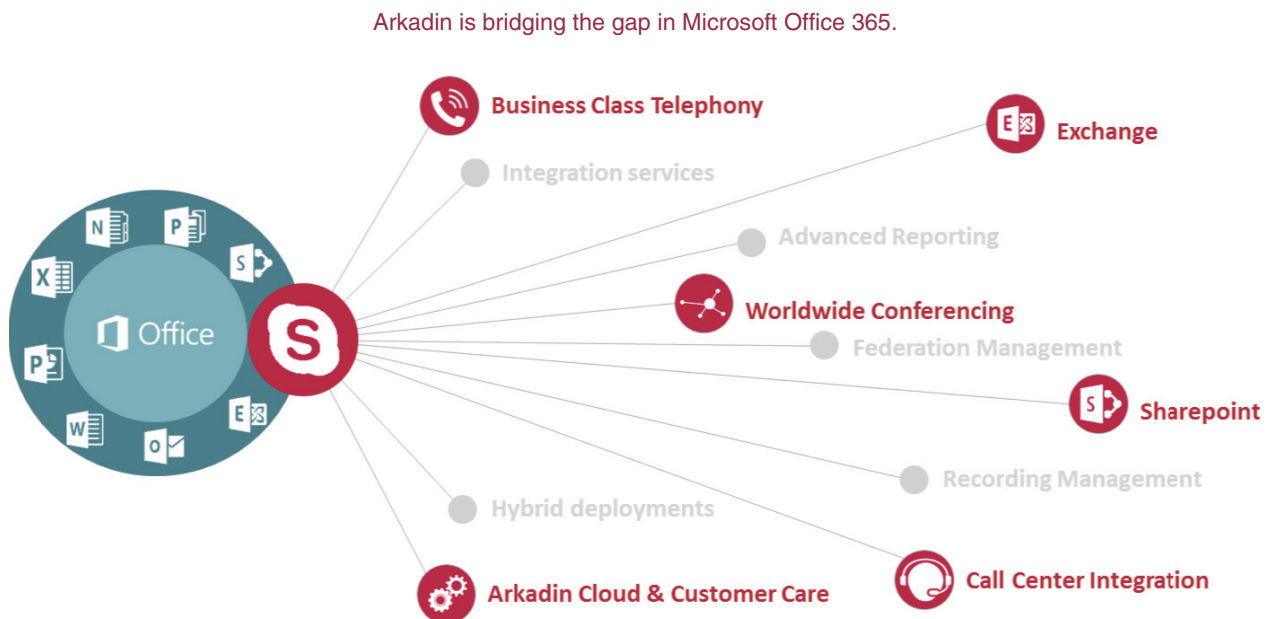 Arkadin is bridging the gap in Microsoft Office 365.
Business Class Telephony
E
Exchange
Integration services
N
P
S
Advanced Reporting
X
Worldwide Conferencing
Office
S
Federation Management
P
S
Sharepoint
W
O
E
Recording Management
Hybrid deployments
Call Center Integration
Arkadin Cloud & Customer Care